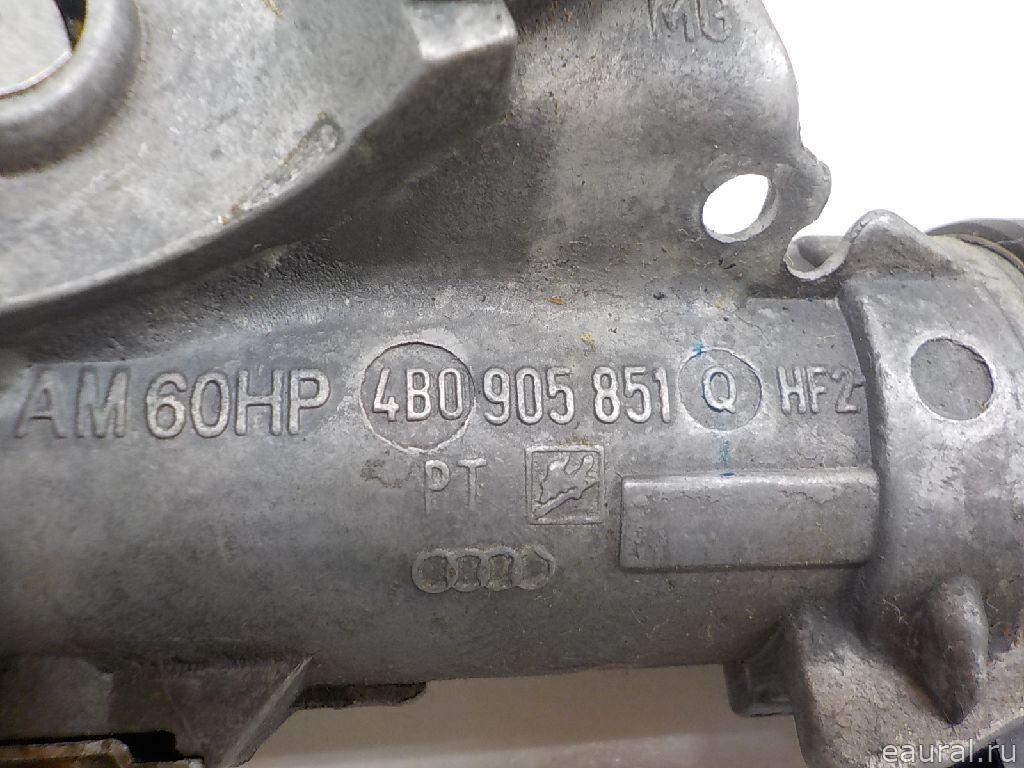 MG
AM 60HP 4B0 905 851 Q HF2
PT
eaural.ru